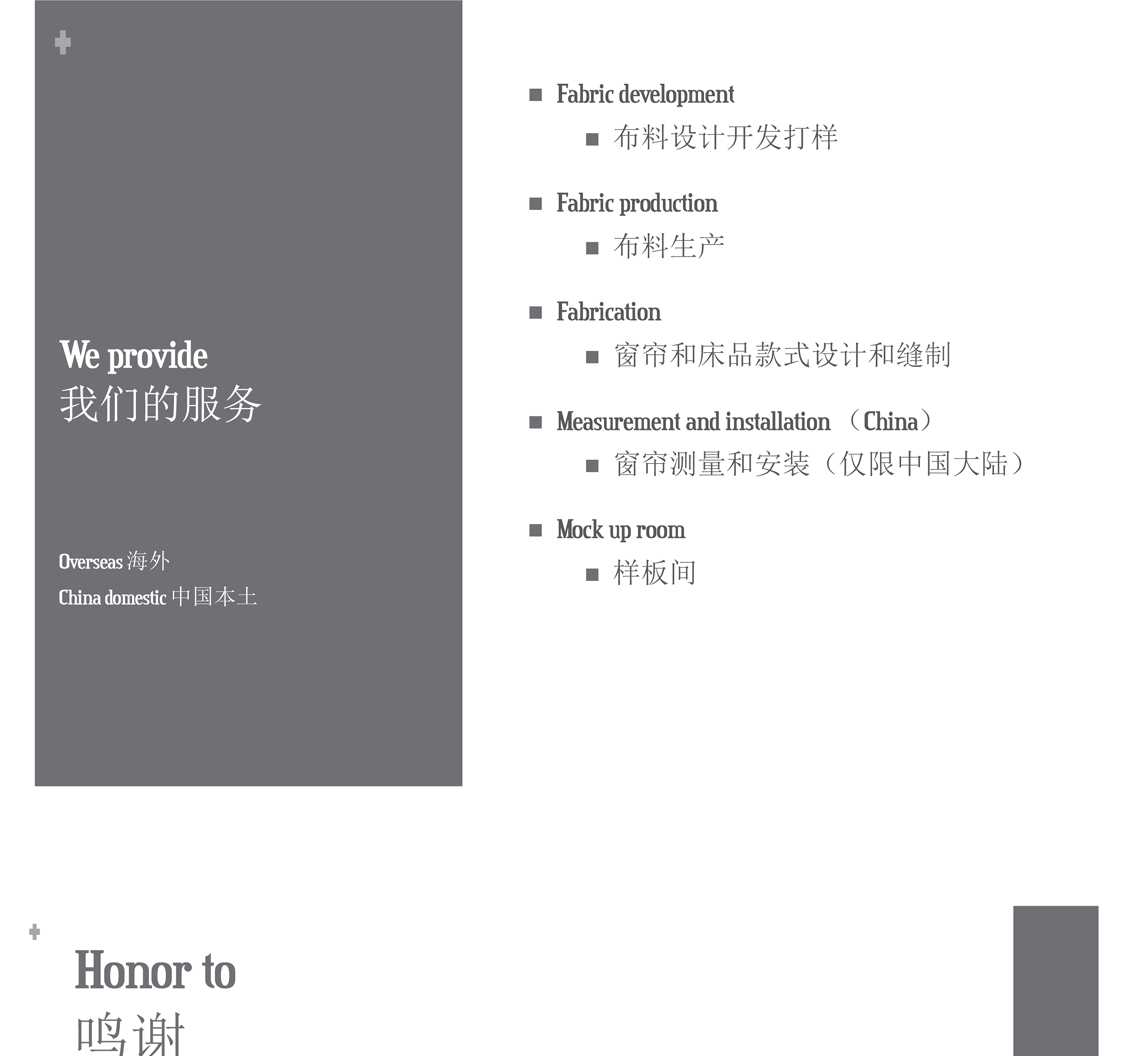 We provide
我们的服务
Overseas 海外
China domestic 中国本土
Fabric development
布料设计开发打样
Fabric production
布料生产
Fabrication
窗帘和床品款式设计和缝制
Measurement and installation （China）
窗帘测量和安装（仅限中国大陆）
Mock up room
样板间
Honor to
鸣谢